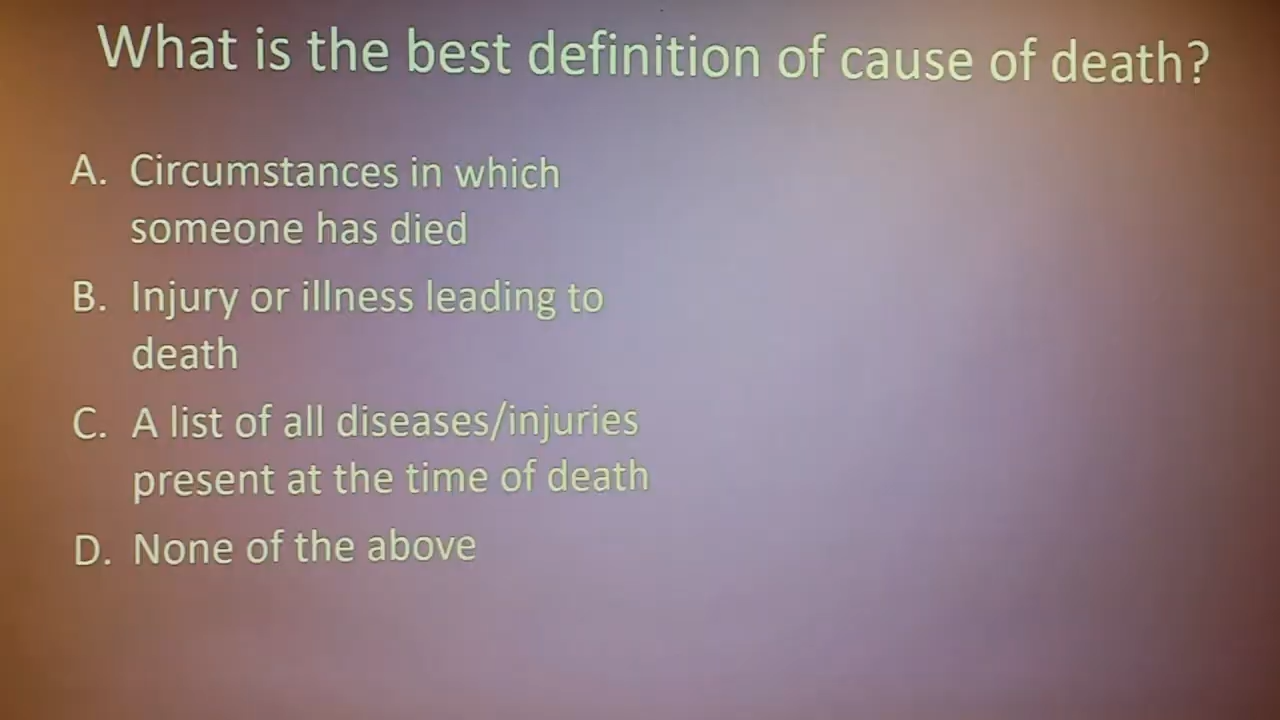 What is the best definition of cause of death?
A. Circumstances in which
someone has died
B. Injury or illness leading to
death
C. A list of all diseases/injuries
present at the time of death
D. None of the above